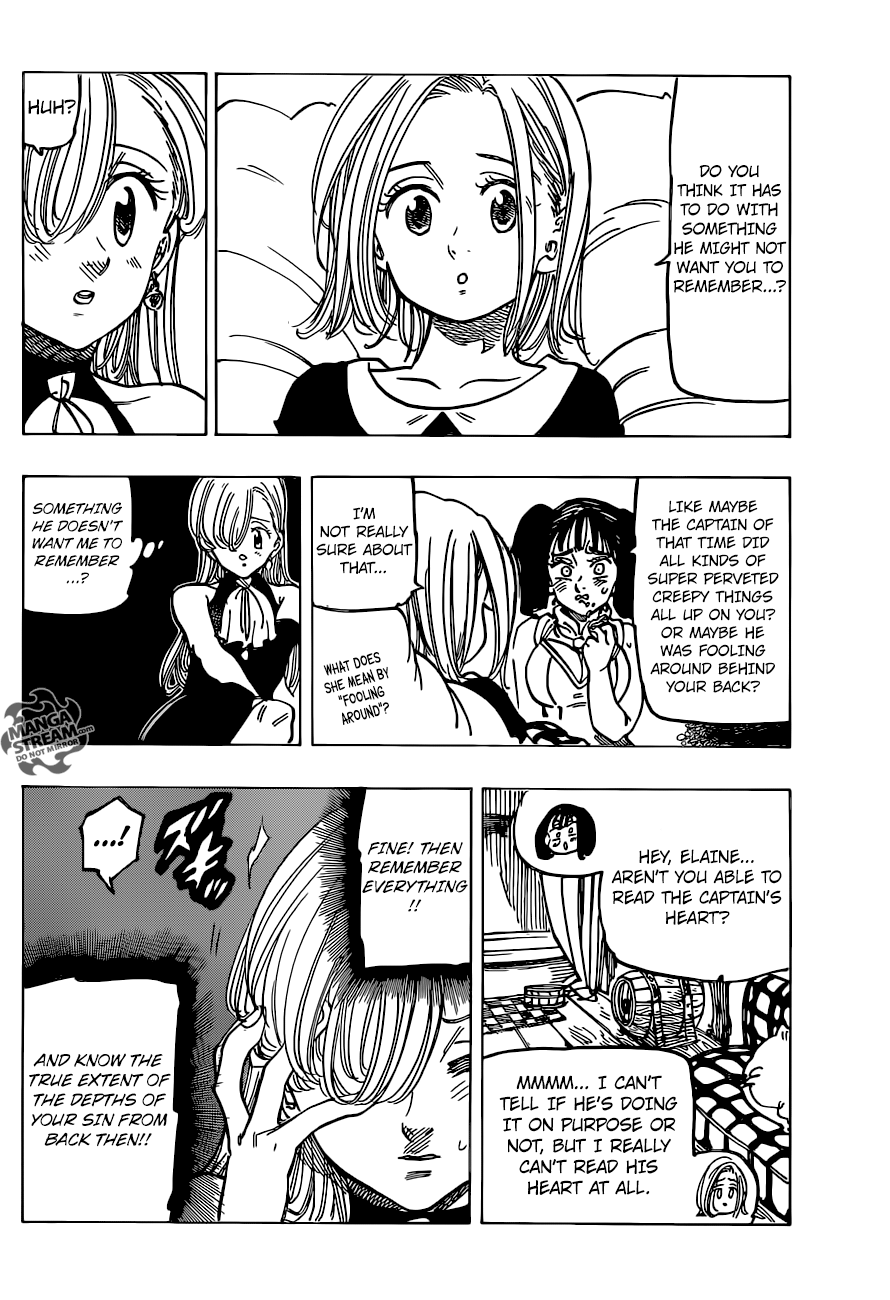 DO YOU
THINK IT HAS
TO DO WITH
SOMETHING
HE MIGHT NOT
WANT YOU TO
REMEMBER...?
HUH?
LIKE MAYBE
THE CAPTAIN OF
THAT TIME DID
ALL KINDS OF
SUPER PERVETED
CREEPY THINGS
ALL UP ON YOU?
OR MAYBE HE
WAS FOOLING
AROUND BEHIND
YOUR BACK?
I'M
NOT REALLY
SURE ABOUT
THAT...
WHAT DOES
SHE MEAN BY
"FOOLING
AROUND"?
SOMETHING
HE DOESN'T
WANT ME TO
REMEMBER
...?
MANGA
STREAM.COM
DO NOT MIRROR
HEY, ELAINE...
AREN'T YOU ABLE TO
READ THE CAPTAIN'S
HEART?
MMMM... I CAN'T
TELL IF HE'S DOING
IT ON PURPOSE OR
NOT, BUT I REALLY
CAN'T READ HIS
HEART AT ALL.
FINE! THEN
REMEMBER
EVERYTHING
!!
ズキ
...!
AND KNOW THE
TRUE EXTENT OF
THE DEPTHS OF
YOUR SIN FROM
BACK THEN!!